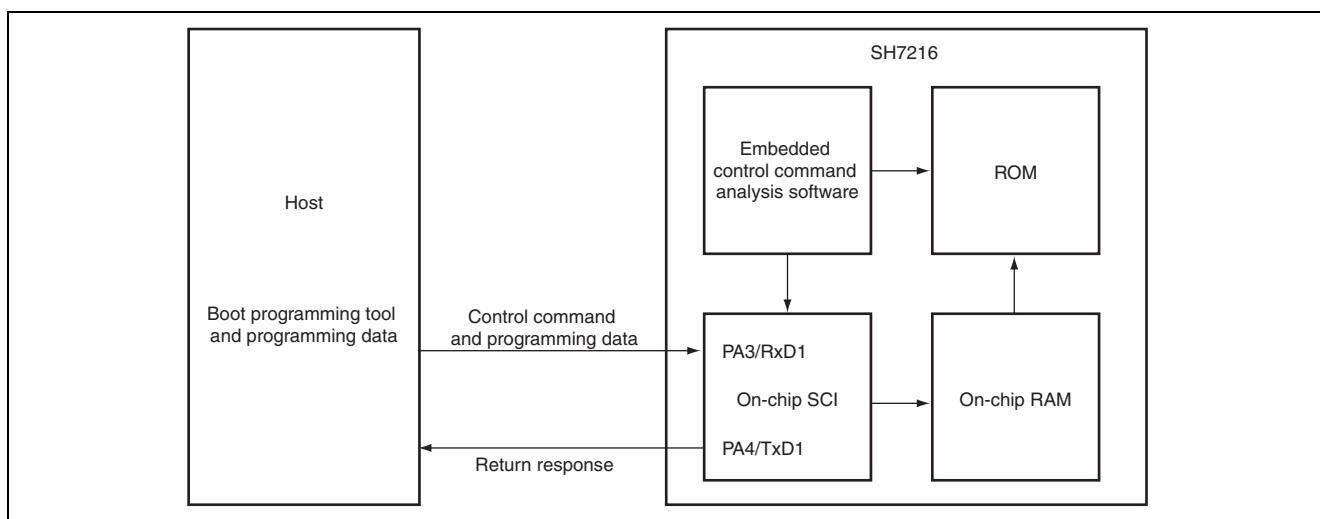 SH7216
Host
Boot programming tool
and programming data
Control command
and programming data
Return response
Embedded
control command
analysis software
ROM
PA3/RxD1
On-chip SCI
PA4/TxD1
On-chip RAM